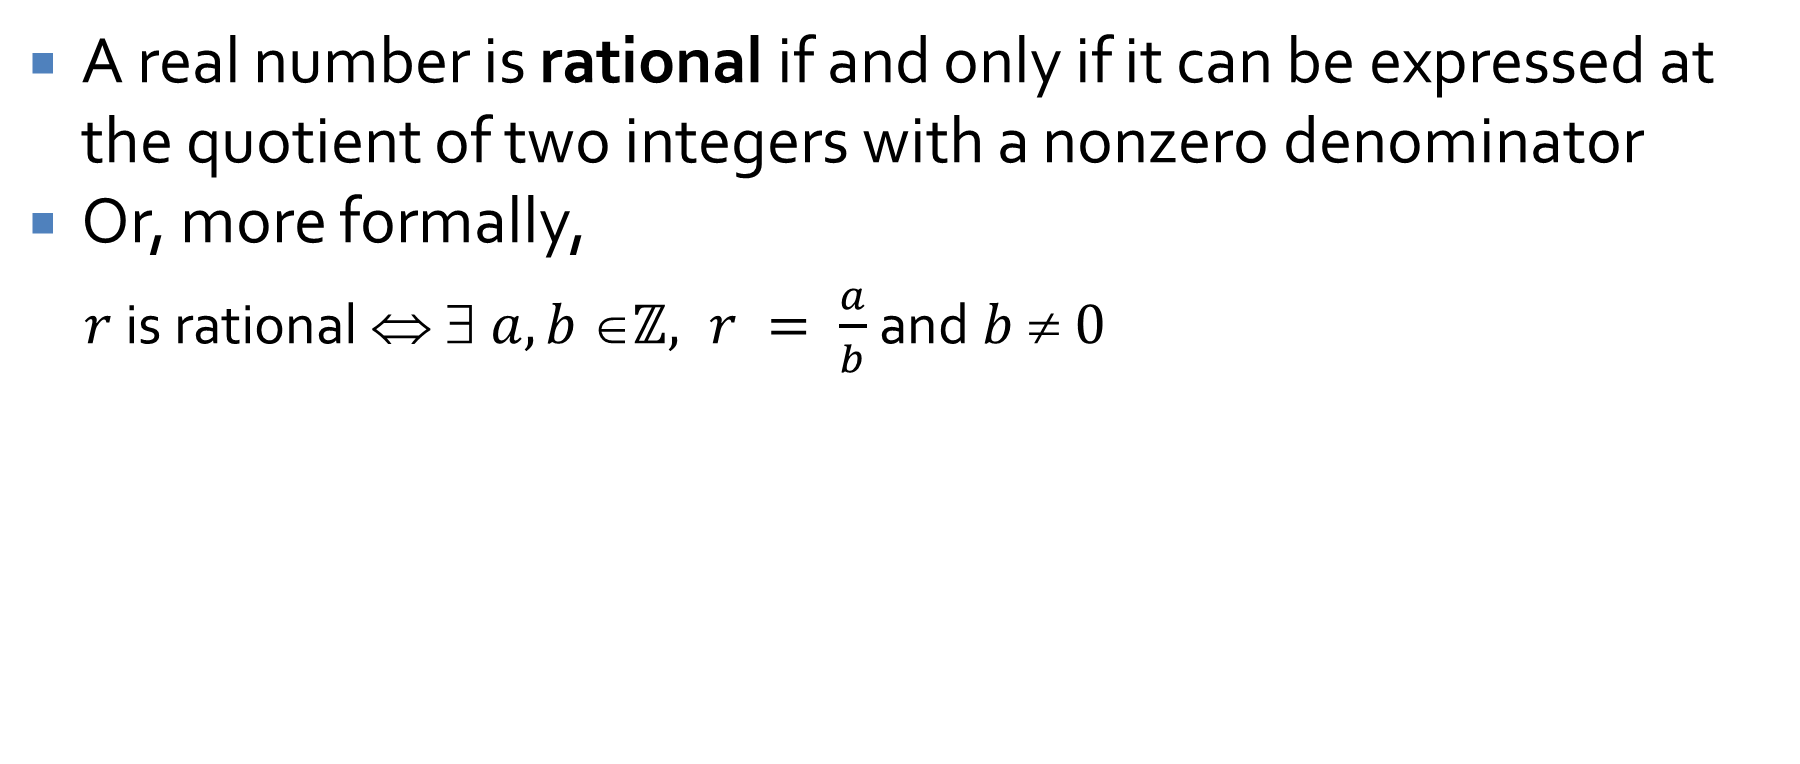 ▪ A real number is rational if and only if it can be expressed at
the quotient of two integers with a nonzero denominator
▪ Or, more formally,
r is rational ⇔ ∃ a, b ∈ℤ, r = a/b and b ≠ 0